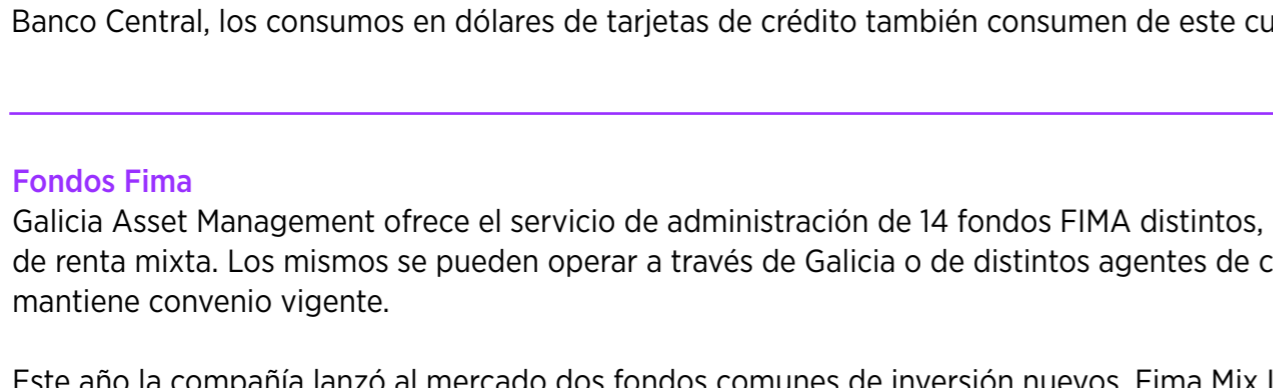 Banco Central, los consumos en dólares de tarjetas de crédito también consumen de este
Fondos Fima
Galicia Asset Management ofrece el servicio de administración de 14 fondos FIMA distintos,
de renta mixta. Los mismos se pueden operar a través de Galicia o de distintos agentes de
mantiene convenio vigente.
Este año la compañía lanzó al mercado dos fondos comunes de inversión nuevos, Fima Mix